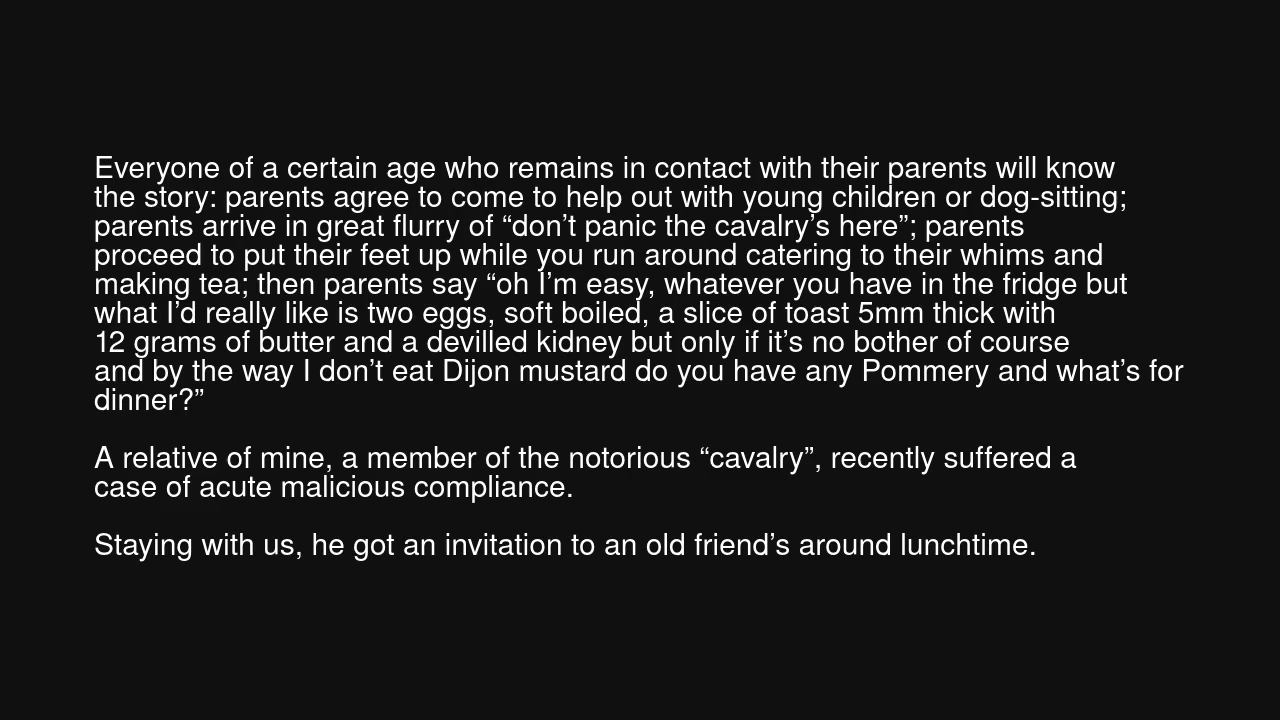 Everyone of a certain age who remains in contact with their parents will know
the story: parents agree to come to help out with young children or dog-sitting;
parents arrive in great flurry of “don’t panic the cavalry’s here”; parents
proceed to put their feet up while you run around catering to their whims and
making tea; then parents say “oh I’m easy, whatever you have in the fridge but
what I’d really like is two eggs, soft boiled, a slice of toast 5mm thick with
12 grams of butter and a devilled kidney but only if it’s no bother of course
and by the way I don’t eat Dijon mustard do you have any Pommery and what’s for
dinner?”
A relative of mine, a member of the notorious “cavalry”, recently suffered a
case of acute malicious compliance.
Staying with us, he got an invitation to an old friend’s around lunchtime.